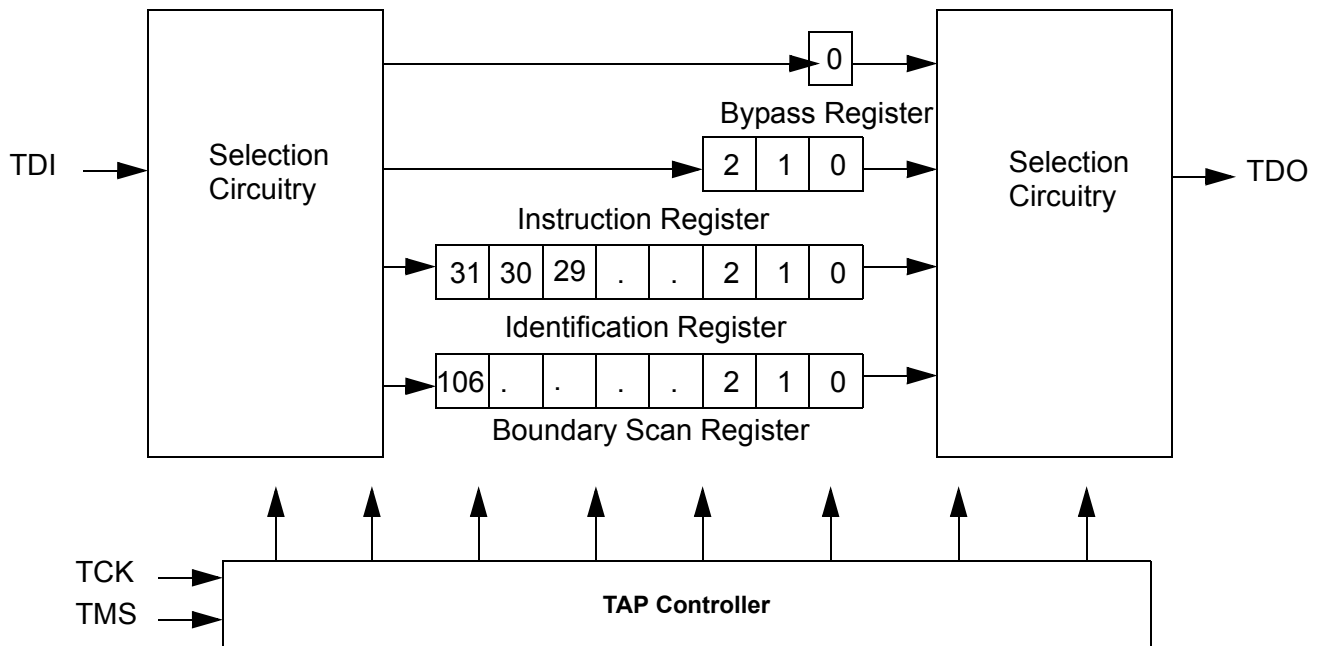 0
Bypass Register
TDI
Selection
Circuitry
2 1 0
Selection
Circuitry
TDO
Instruction Register
31 30 29 . . 2 1 0
Identification Register
106 . . . . 2 1 0
Boundary Scan Register
TCK
TMS
TAP Controller